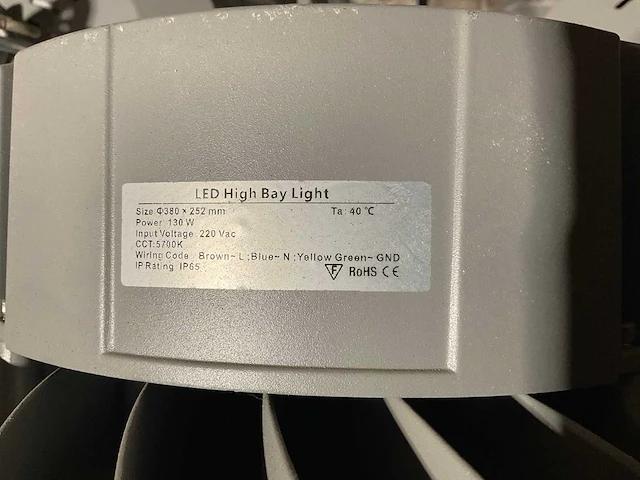 LED High Bay Light
Size Φ380 × 252 mm Ta: 40 ℃
Power: 130 W
Input Voltage: 220 Vac
CCT:5700K
Wiring Code: Brown~ L ;Blue~ N ;Yellow Green~ GND
IP Rating: IP65 F RoHS CE